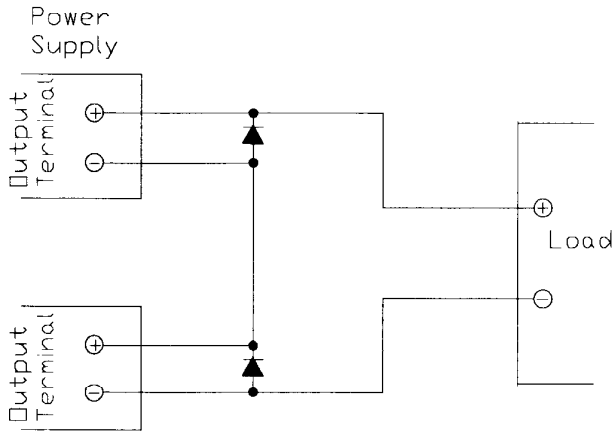 Power
Supply
Output
Terminal
+
−
+
−
Load
Output
Terminal
+
−